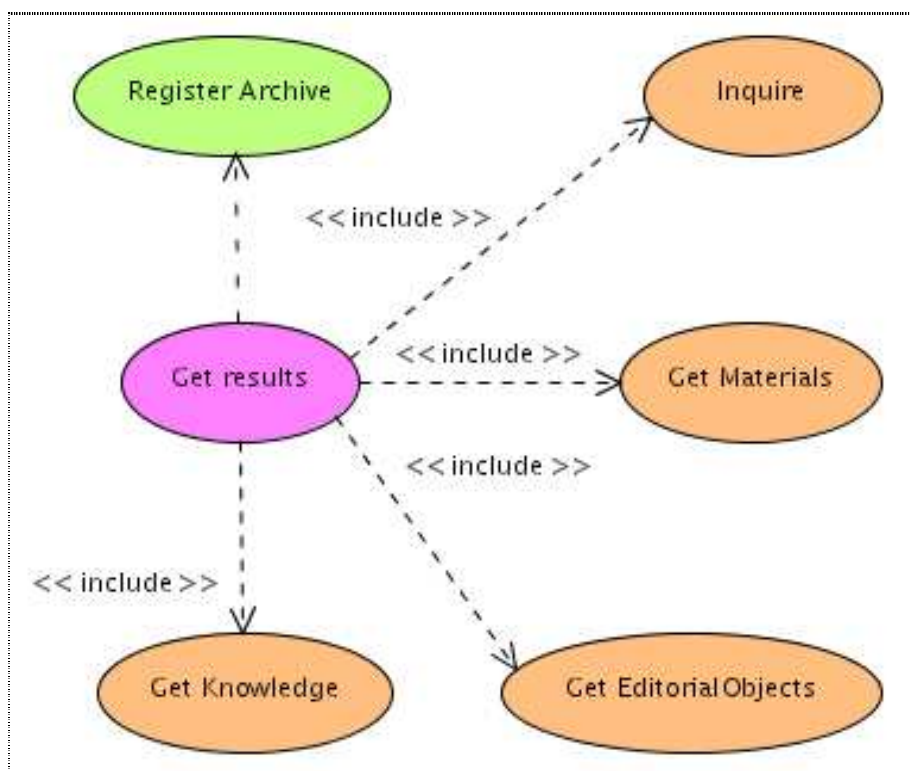 Register Archive
Inquire
<< include >>
<< include >>
Get results
Get Materials
<< include >>
<< include >>
Get Knowledge
Get EditorialObjects